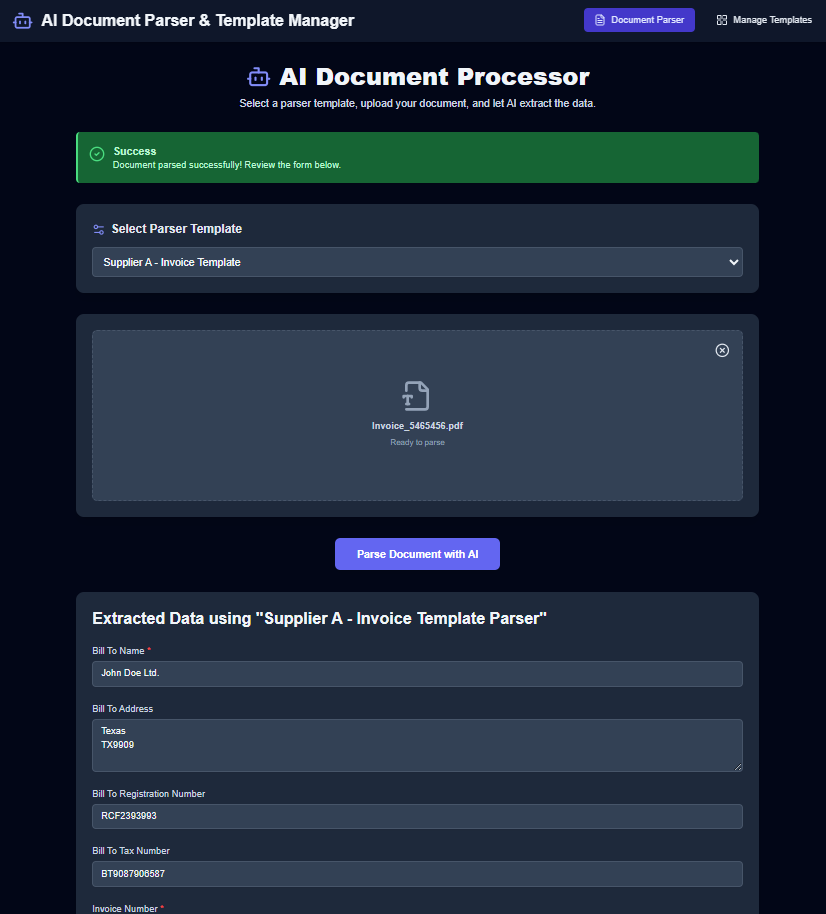 AI Document Parser & Template Manager
Document Parser
Manage Templates
AI Document Processor
Select a parser template, upload your document, and let AI extract the data.
Success
Document parsed successfully! Review the form below.
Select Parser Template
Supplier A - Invoice Template
Invoice_5465456.pdf
Ready to parse
Parse Document with AI
Extracted Data using "Supplier A - Invoice Template Parser"
Bill To Name *
John Doe Ltd.
Bill To Address
Texas
TX9909
Bill To Registration Number
RCF2393993
Bill To Tax Number
BT9087906587
Invoice Number *